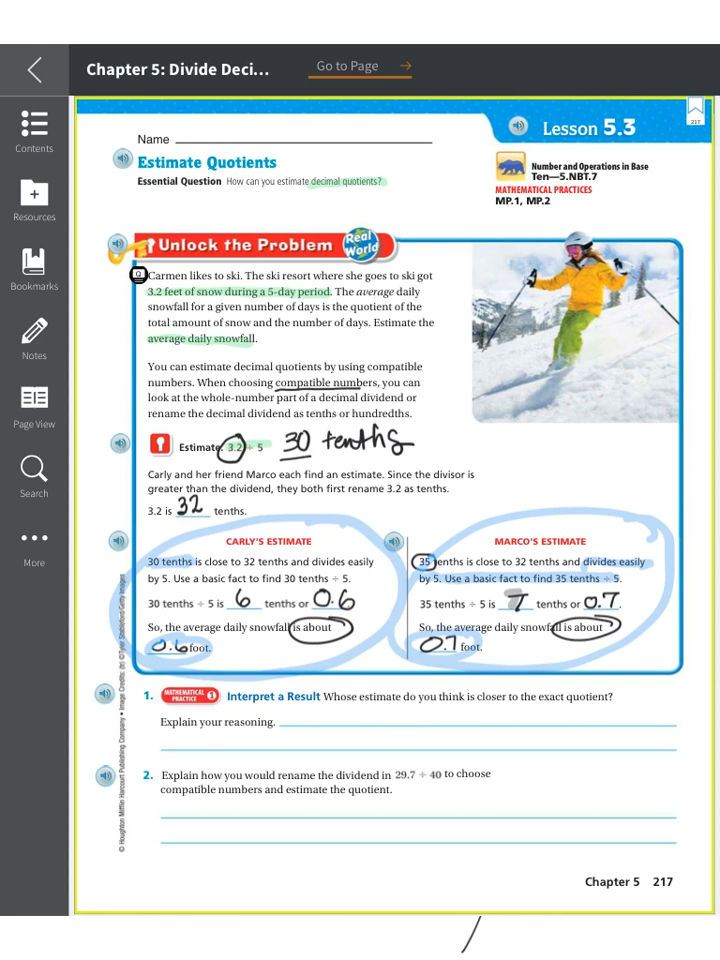 Chapter 5: Divide Deci...
Go to Page →
Contents
Resources
Bookmarks
Notes
Page View
Search
More
217
Lesson 5.3
Name
Estimate Quotients
Essential Question How can you estimate decimal quotients?
Number and Operations in Base
Ten—5.NBT.7
MATHEMATICAL PRACTICES
MP.1, MP.2
Unlock the Problem
Real
World
Carmen likes to ski. The ski resort where she goes to ski got
3.2 feet of snow during a 5-day period. The average daily
snowfall for a given number of days is the quotient of the
total amount of snow and the number of days. Estimate the
average daily snowfall.
You can estimate decimal quotients by using compatible
numbers. When choosing compatible numbers, you can
look at the whole-number part of a decimal dividend or
rename the decimal dividend as tenths or hundredths.
Estimate. 3.2 ÷ 5 30 tenths
Carly and her friend Marco each find an estimate. Since the divisor is
greater than the dividend, they both first rename 3.2 as tenths.
3.2 is 32 tenths.
CARLY'S ESTIMATE
30 tenths is close to 32 tenths and divides easily
by 5. Use a basic fact to find 30 tenths ÷ 5.
30 tenths ÷ 5 is 6 tenths or 0.6
So, the average daily snowfall is about
0.6 foot.
MARCO'S ESTIMATE
35 tenths is close to 32 tenths and divides easily
by 5. Use a basic fact to find 35 tenths ÷ 5.
35 tenths ÷ 5 is 7 tenths or 0.7.
So, the average daily snowfall is about
0.7 foot.
1. MATHEMATICAL PRACTICE 1 Interpret a Result Whose estimate do you think is closer to the exact quotient?
Explain your reasoning.
2. Explain how you would rename the dividend in 29.7 ÷ 40 to choose
compatible numbers and estimate the quotient.
© Houghton Mifflin Harcourt Publishing Company • Image Credits: (tr) ©Tyler Stableford/Getty Images
Chapter 5 217